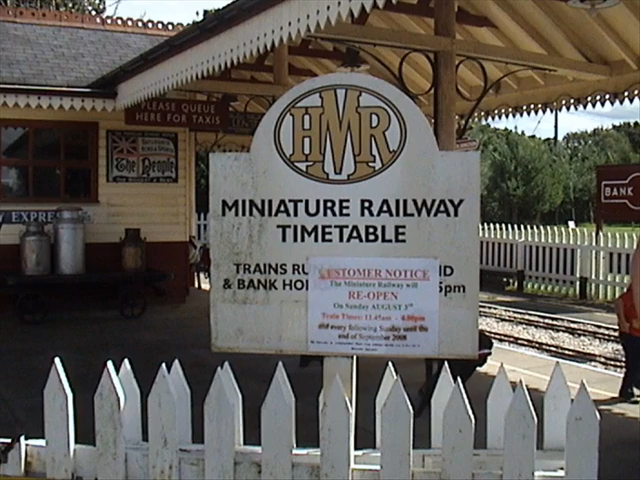 PLEASE QUEUE
HERE FOR TAXIS
HMR
The People
MINIATURE RAILWAY
TIMETABLE
TRAINS
& BANK
5pm
CUSTOMER NOTICE
The Miniature Railway will
RE-OPEN
On Sunday AUGUST 3rd
Train Times: 11.45am - 4.00pm
and every following Sunday until the
end of September 2008
EXPRESS
BANK